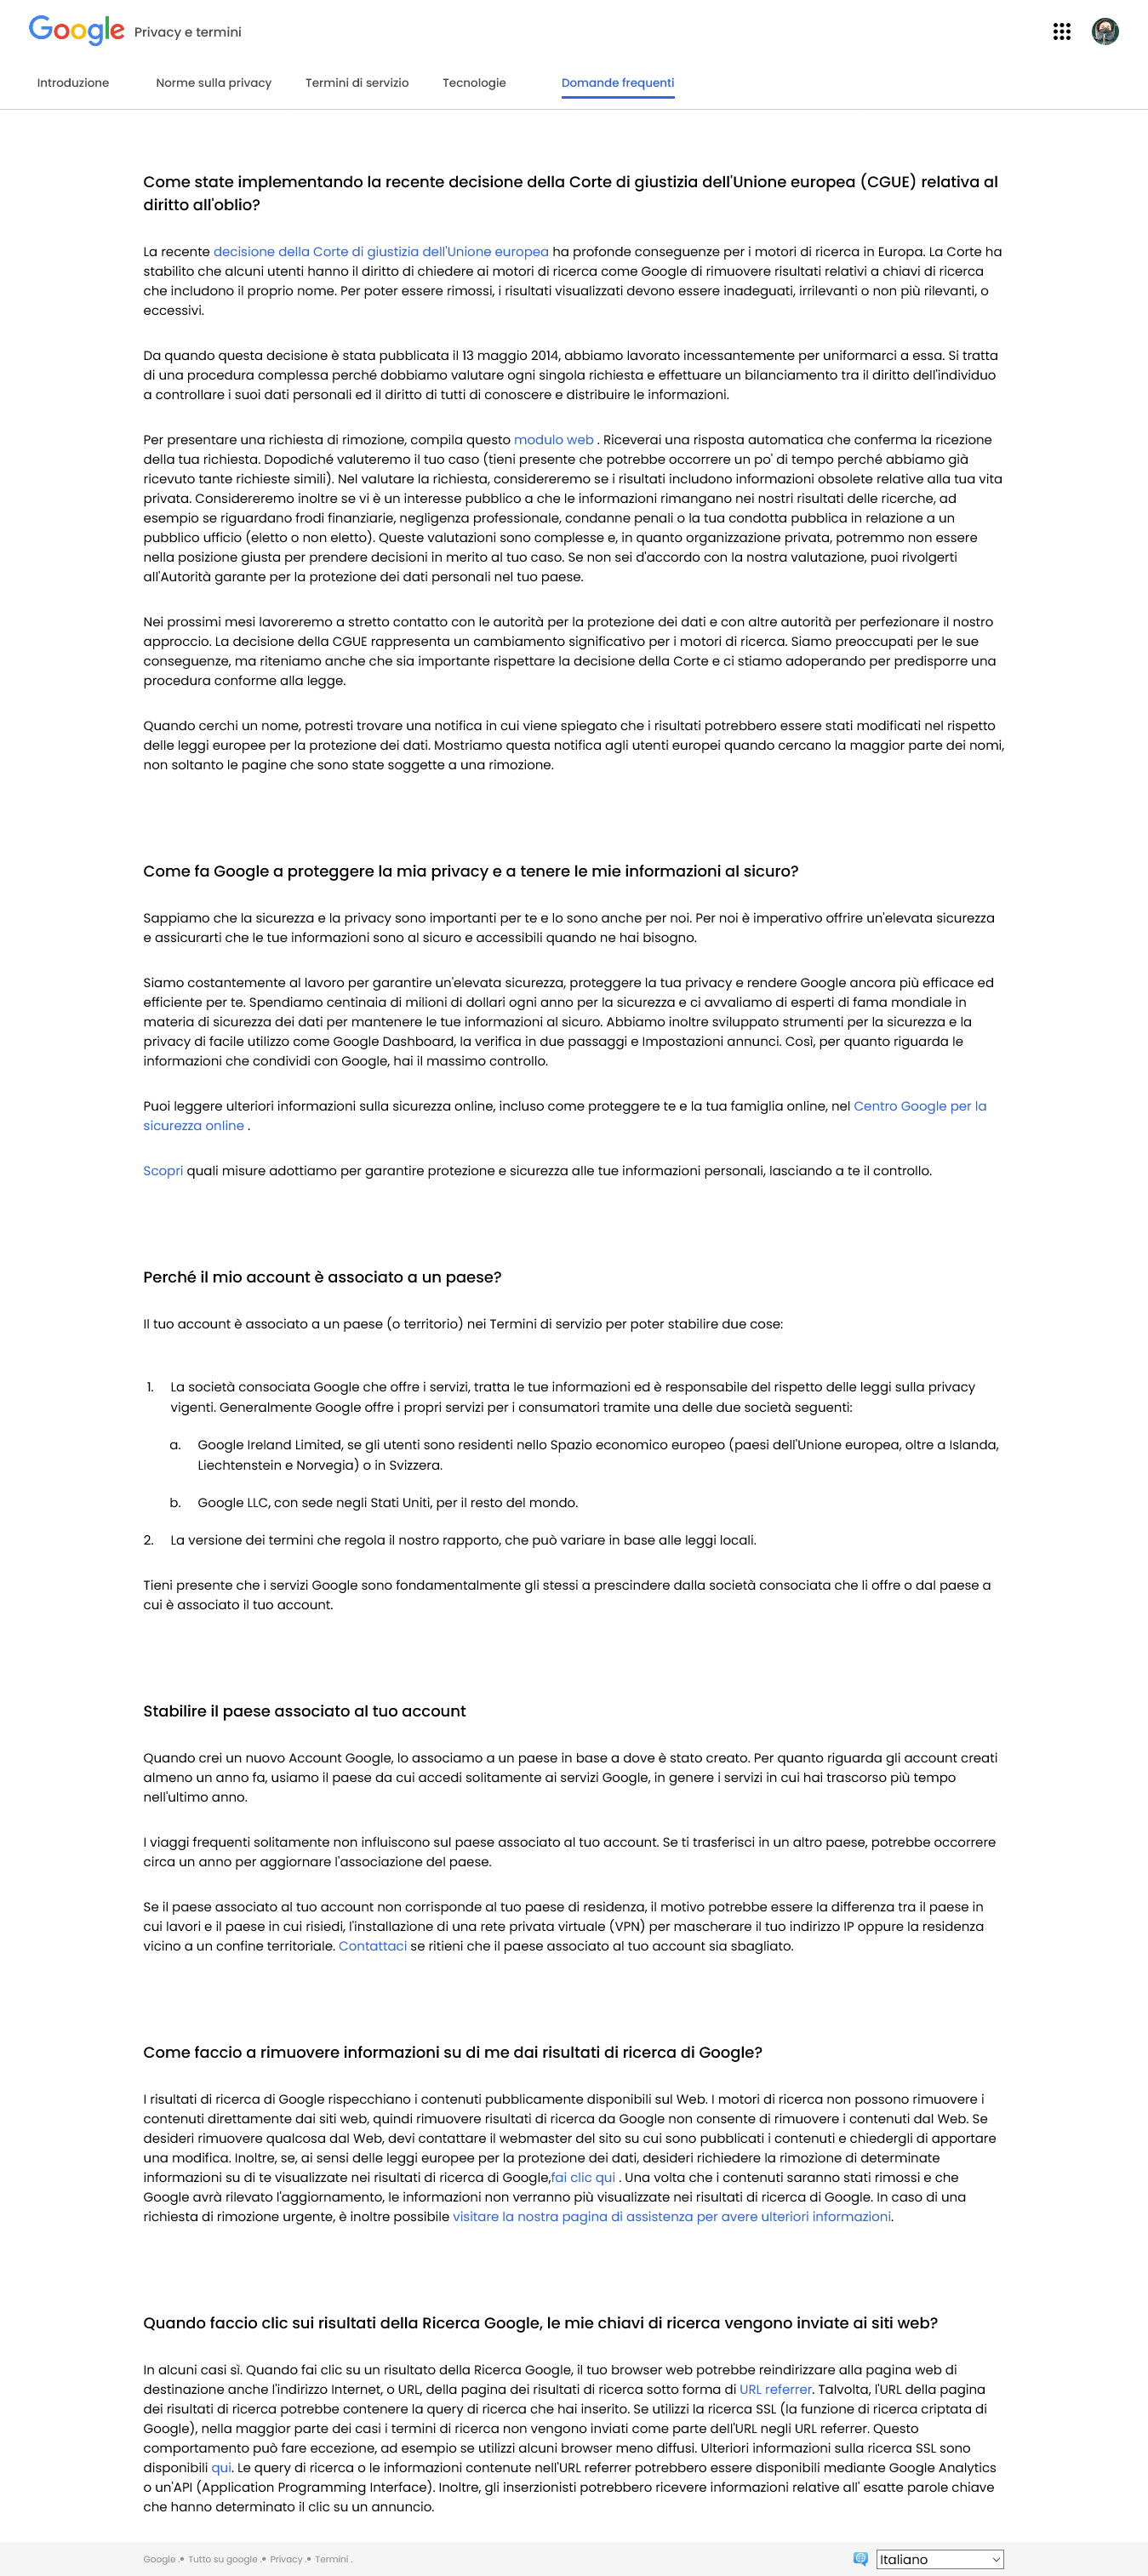 Google Privacy e termini
Introduzione Norme sulla privacy Termini di servizio Tecnologie Domande frequenti
Come state implementando la recente decisione della Corte di giustizia dell'Unione europea (CGUE) relativa al
diritto all'oblio?
La recente decisione della Corte di giustizia dell'Unione europea ha profonde conseguenze per i motori di ricerca in Europa. La Corte ha
stabilito che alcuni utenti hanno il diritto di chiedere ai motori di ricerca come Google di rimuovere risultati relativi a chiavi di ricerca
che includono il proprio nome. Per poter essere rimossi, i risultati visualizzati devono essere inadeguati, irrilevanti o non più rilevanti, o
eccessivi.
Da quando questa decisione è stata pubblicata il 13 maggio 2014, abbiamo lavorato incessantemente per uniformarci a essa. Si tratta
di una procedura complessa perché dobbiamo valutare ogni singola richiesta e effettuare un bilanciamento tra il diritto dell'individuo
a controllare i suoi dati personali ed il diritto di tutti di conoscere e distribuire le informazioni.
Per presentare una richiesta di rimozione, compila questo modulo web . Riceverai una risposta automatica che conferma la ricezione
della tua richiesta. Dopodiché valuteremo il tuo caso (tieni presente che potrebbe occorrere un po' di tempo perché abbiamo già
ricevuto tante richieste simili). Nel valutare la richiesta, considereremo se i risultati includono informazioni obsolete relative alla tua vita
privata. Considereremo inoltre se vi è un interesse pubblico a che le informazioni rimangano nei nostri risultati delle ricerche, ad
esempio se riguardano frodi finanziarie, negligenza professionale, condanne penali o la tua condotta pubblica in relazione a un
pubblico ufficio (eletto o non eletto). Queste valutazioni sono complesse e, in quanto organizzazione privata, potremmo non essere
nella posizione giusta per prendere decisioni in merito al tuo caso. Se non sei d'accordo con la nostra valutazione, puoi rivolgerti
all'Autorità garante per la protezione dei dati personali nel tuo paese.
Nei prossimi mesi lavoreremo a stretto contatto con le autorità per la protezione dei dati e con altre autorità per perfezionare il nostro
approccio. La decisione della CGUE rappresenta un cambiamento significativo per i motori di ricerca. Siamo preoccupati per le sue
conseguenze, ma riteniamo anche che sia importante rispettare la decisione della Corte e ci stiamo adoperando per predisporre una
procedura conforme alla legge.
Quando cerchi un nome, potresti trovare una notifica in cui viene spiegato che i risultati potrebbero essere stati modificati nel rispetto
delle leggi europee per la protezione dei dati. Mostriamo questa notifica agli utenti europei quando cercano la maggior parte dei nomi,
non soltanto le pagine che sono state soggette a una rimozione.
Come fa Google a proteggere la mia privacy e a tenere le mie informazioni al sicuro?
Sappiamo che la sicurezza e la privacy sono importanti per te e lo sono anche per noi. Per noi è imperativo offrire un'elevata sicurezza
e assicurarti che le tue informazioni sono al sicuro e accessibili quando ne hai bisogno.
Siamo costantemente al lavoro per garantire un'elevata sicurezza, proteggere la tua privacy e rendere Google ancora più efficace ed
efficiente per te. Spendiamo centinaia di milioni di dollari ogni anno per la sicurezza e ci avvaliamo di esperti di fama mondiale in
materia di sicurezza dei dati per mantenere le tue informazioni al sicuro. Abbiamo inoltre sviluppato strumenti per la sicurezza e la
privacy di facile utilizzo come Google Dashboard, la verifica in due passaggi e Impostazioni annunci. Così, per quanto riguarda le
informazioni che condividi con Google, hai il massimo controllo.
Puoi leggere ulteriori informazioni sulla sicurezza online, incluso come proteggere te e la tua famiglia online, nel Centro Google per la
sicurezza online .
Scopri quali misure adottiamo per garantire protezione e sicurezza alle tue informazioni personali, lasciando a te il controllo.
Perché il mio account è associato a un paese?
Il tuo account è associato a un paese (o territorio) nei Termini di servizio per poter stabilire due cose:
1. La società consociata Google che offre i servizi, tratta le tue informazioni ed è responsabile del rispetto delle leggi sulla privacy
vigenti. Generalmente Google offre i propri servizi per i consumatori tramite una delle due società seguenti:
a. Google Ireland Limited, se gli utenti sono residenti nello Spazio economico europeo (paesi dell'Unione europea, oltre a Islanda,
Liechtenstein e Norvegia) o in Svizzera.
b. Google LLC, con sede negli Stati Uniti, per il resto del mondo.
2. La versione dei termini che regola il nostro rapporto, che può variare in base alle leggi locali.
Tieni presente che i servizi Google sono fondamentalmente gli stessi a prescindere dalla società consociata che li offre o dal paese a
cui è associato il tuo account.
Stabilire il paese associato al tuo account
Quando crei un nuovo Account Google, lo associamo a un paese in base a dove è stato creato. Per quanto riguarda gli account creati
almeno un anno fa, usiamo il paese da cui accedi solitamente ai servizi Google, in genere i servizi in cui hai trascorso più tempo
nell'ultimo anno.
I viaggi frequenti solitamente non influiscono sul paese associato al tuo account. Se ti trasferisci in un altro paese, potrebbe occorrere
circa un anno per aggiornare l'associazione del paese.
Se il paese associato al tuo account non corrisponde al tuo paese di residenza, il motivo potrebbe essere la differenza tra il paese in
cui lavori e il paese in cui risiedi, l'installazione di una rete privata virtuale (VPN) per mascherare il tuo indirizzo IP oppure la residenza
vicino a un confine territoriale. Contattaci se ritieni che il paese associato al tuo account sia sbagliato.
Come faccio a rimuovere informazioni su di me dai risultati di ricerca di Google?
I risultati di ricerca di Google rispecchiano i contenuti pubblicamente disponibili sul Web. I motori di ricerca non possono rimuovere i
contenuti direttamente dai siti web, quindi rimuovere risultati di ricerca da Google non consente di rimuovere i contenuti dal Web. Se
desideri rimuovere qualcosa dal Web, devi contattare il webmaster del sito su cui sono pubblicati i contenuti e chiedergli di apportare
una modifica. Inoltre, se, ai sensi delle leggi europee per la protezione dei dati, desideri richiedere la rimozione di determinate
informazioni su di te visualizzate nei risultati di ricerca di Google,fai clic qui . Una volta che i contenuti saranno stati rimossi e che
Google avrà rilevato l'aggiornamento, le informazioni non verranno più visualizzate nei risultati di ricerca di Google. In caso di una
richiesta di rimozione urgente, è inoltre possibile visitare la nostra pagina di assistenza per avere ulteriori informazioni.
Quando faccio clic sui risultati della Ricerca Google, le mie chiavi di ricerca vengono inviate ai siti web?
In alcuni casi sì. Quando fai clic su un risultato della Ricerca Google, il tuo browser web potrebbe reindirizzare alla pagina web di
destinazione anche l'indirizzo Internet, o URL, della pagina dei risultati di ricerca sotto forma di URL referrer. Talvolta, l'URL della pagina
dei risultati di ricerca potrebbe contenere la query di ricerca che hai inserito. Se utilizzi la ricerca SSL (la funzione di ricerca criptata di
Google), nella maggior parte dei casi i termini di ricerca non vengono inviati come parte dell'URL negli URL referrer. Questo
comportamento può fare eccezione, ad esempio se utilizzi alcuni browser meno diffusi. Ulteriori informazioni sulla ricerca SSL sono
disponibili qui. Le query di ricerca o le informazioni contenute nell'URL referrer potrebbero essere disponibili mediante Google Analytics
o un'API (Application Programming Interface). Inoltre, gli inserzionisti potrebbero ricevere informazioni relative all' esatte parole chiave
che hanno determinato il clic su un annuncio.
Google .• Tutto su google .• Privacy .• Termini . Italiano